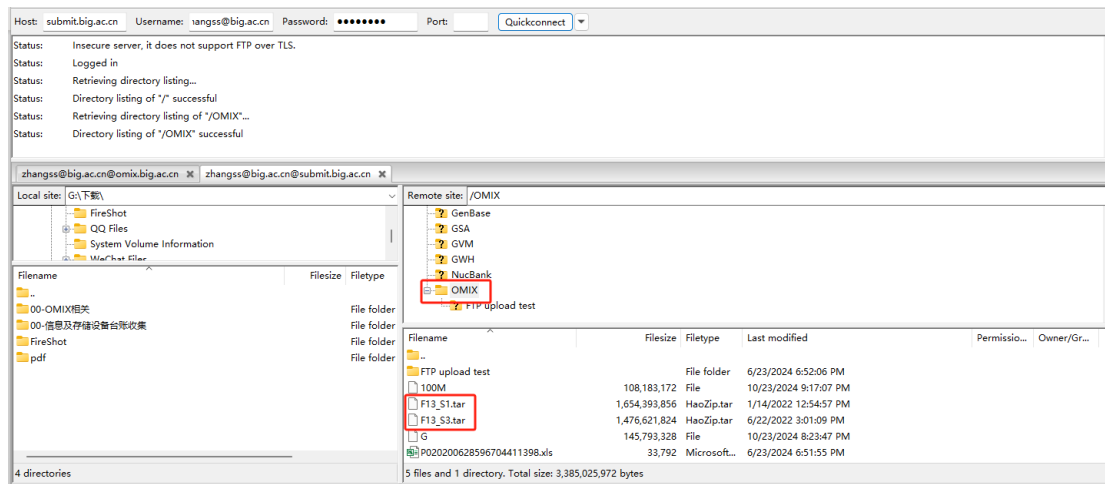 Host: submit.big.ac.cn Username: ıangss@big.ac.cn Password: ●●●●●●●● Port: Quickconnect
Status: Insecure server, it does not support FTP over TLS.
Status: Logged in
Status: Retrieving directory listing...
Status: Directory listing of "/" successful
Status: Retrieving directory listing of "/OMIX"...
Status: Directory listing of "/OMIX" successful
zhangss@big.ac.cn@omix.big.ac.cn zhangss@big.ac.cn@submit.big.ac.cn
Local site: G:\下载\
FireShot
QQ Files
System Volume Information
WeChat Files
Filename Filesize Filetype
..
00-OMIX相关 File folder
00-信息及存储设备台账收集 File folder
FireShot File folder
pdf File folder
4 directories
Remote site: /OMIX
GenBase
GSA
GVM
GWH
NucBank
OMIX
FTP upload test
Filename Filesize Filetype Last modified Permissio... Owner/Gr...
..
FTP upload test File folder 6/23/2024 6:52:06 PM
100M 108,183,172 File 10/23/2024 9:17:07 PM
F13_S1.tar 1,654,393,856 HaoZip.tar 1/14/2022 12:54:57 PM
F13_S3.tar 1,476,621,824 HaoZip.tar 6/22/2022 3:01:09 PM
G 145,793,328 File 10/23/2024 8:23:47 PM
P020200628596704411398.xls 33,792 Microsoft... 6/23/2024 6:51:55 PM
5 files and 1 directory. Total size: 3,385,025,972 bytes